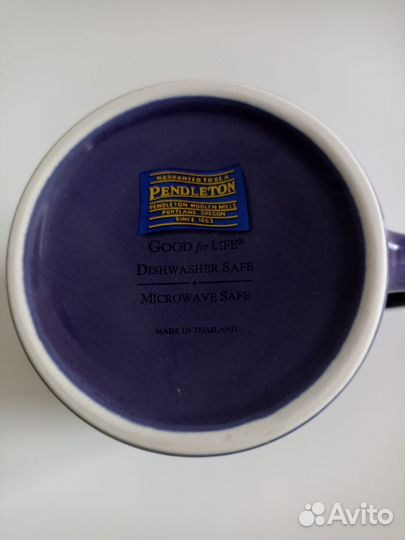 WARRANTED TO BE A
PENDLETON
PENDLETON WOOLEN MILLS
PORTLAND, OREGON
SINCE 1863
GOOD for LIFE®
DISHWASHER SAFE
MICROWAVE SAFE
MADE IN THAILAND
Avito